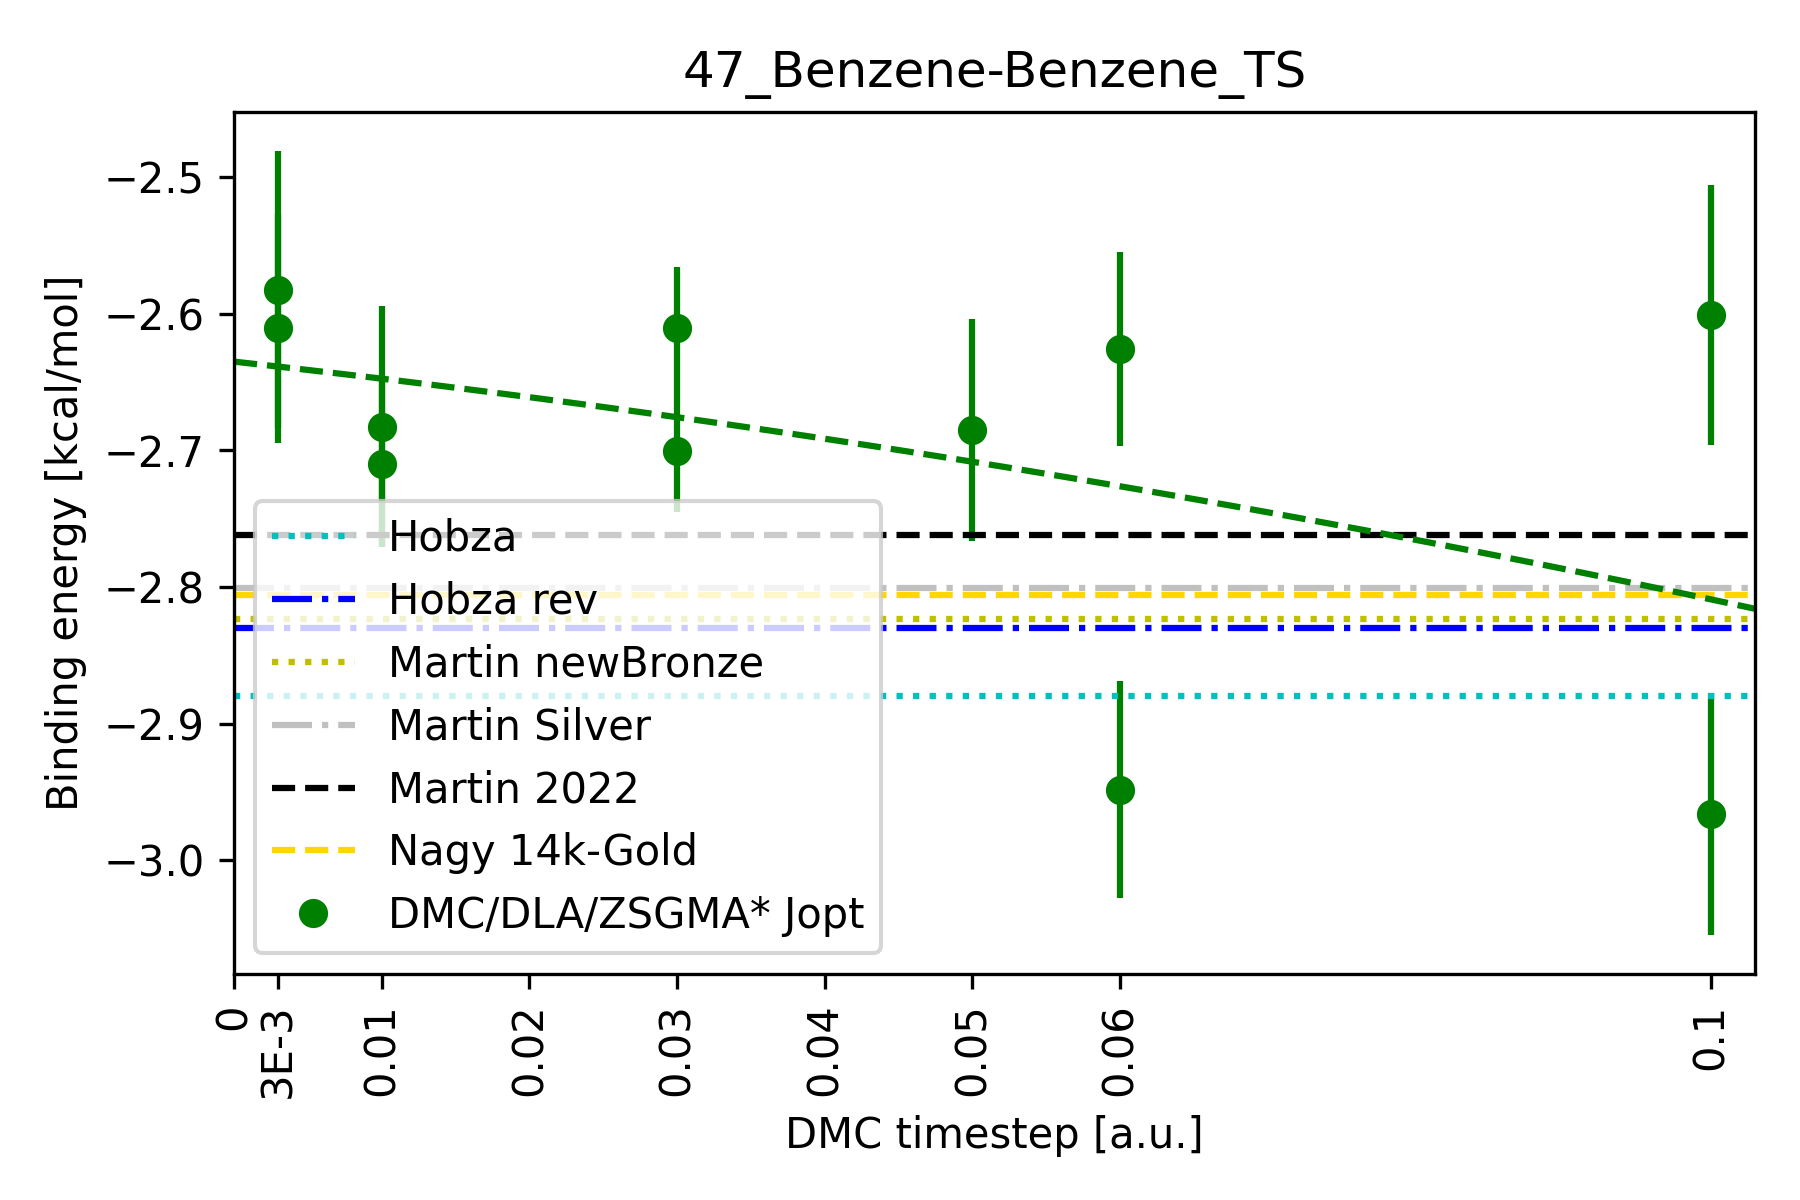 47_Benzene-Benzene_TS
Binding energy [kcal/mol]
−2.5
−2.6
−2.7
−2.8
−2.9
−3.0
Hobza
Hobza rev
Martin newBronze
Martin Silver
Martin 2022
Nagy 14k-Gold
DMC/DLA/ZSGMA* Jopt
0
3E-3
0.01
0.02
0.03
0.04
0.05
0.06
0.1
DMC timestep [a.u.]